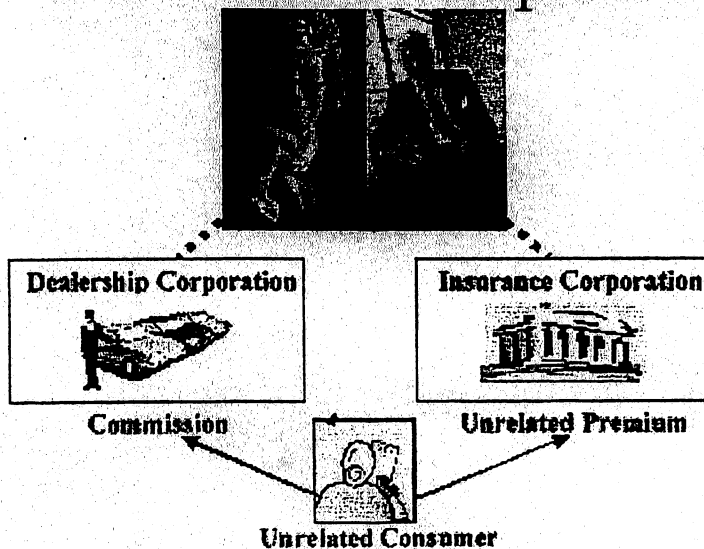 Dealership Corporation
Insurance Corporation
Commission
Unrelated Premium
Unrelated Consumer